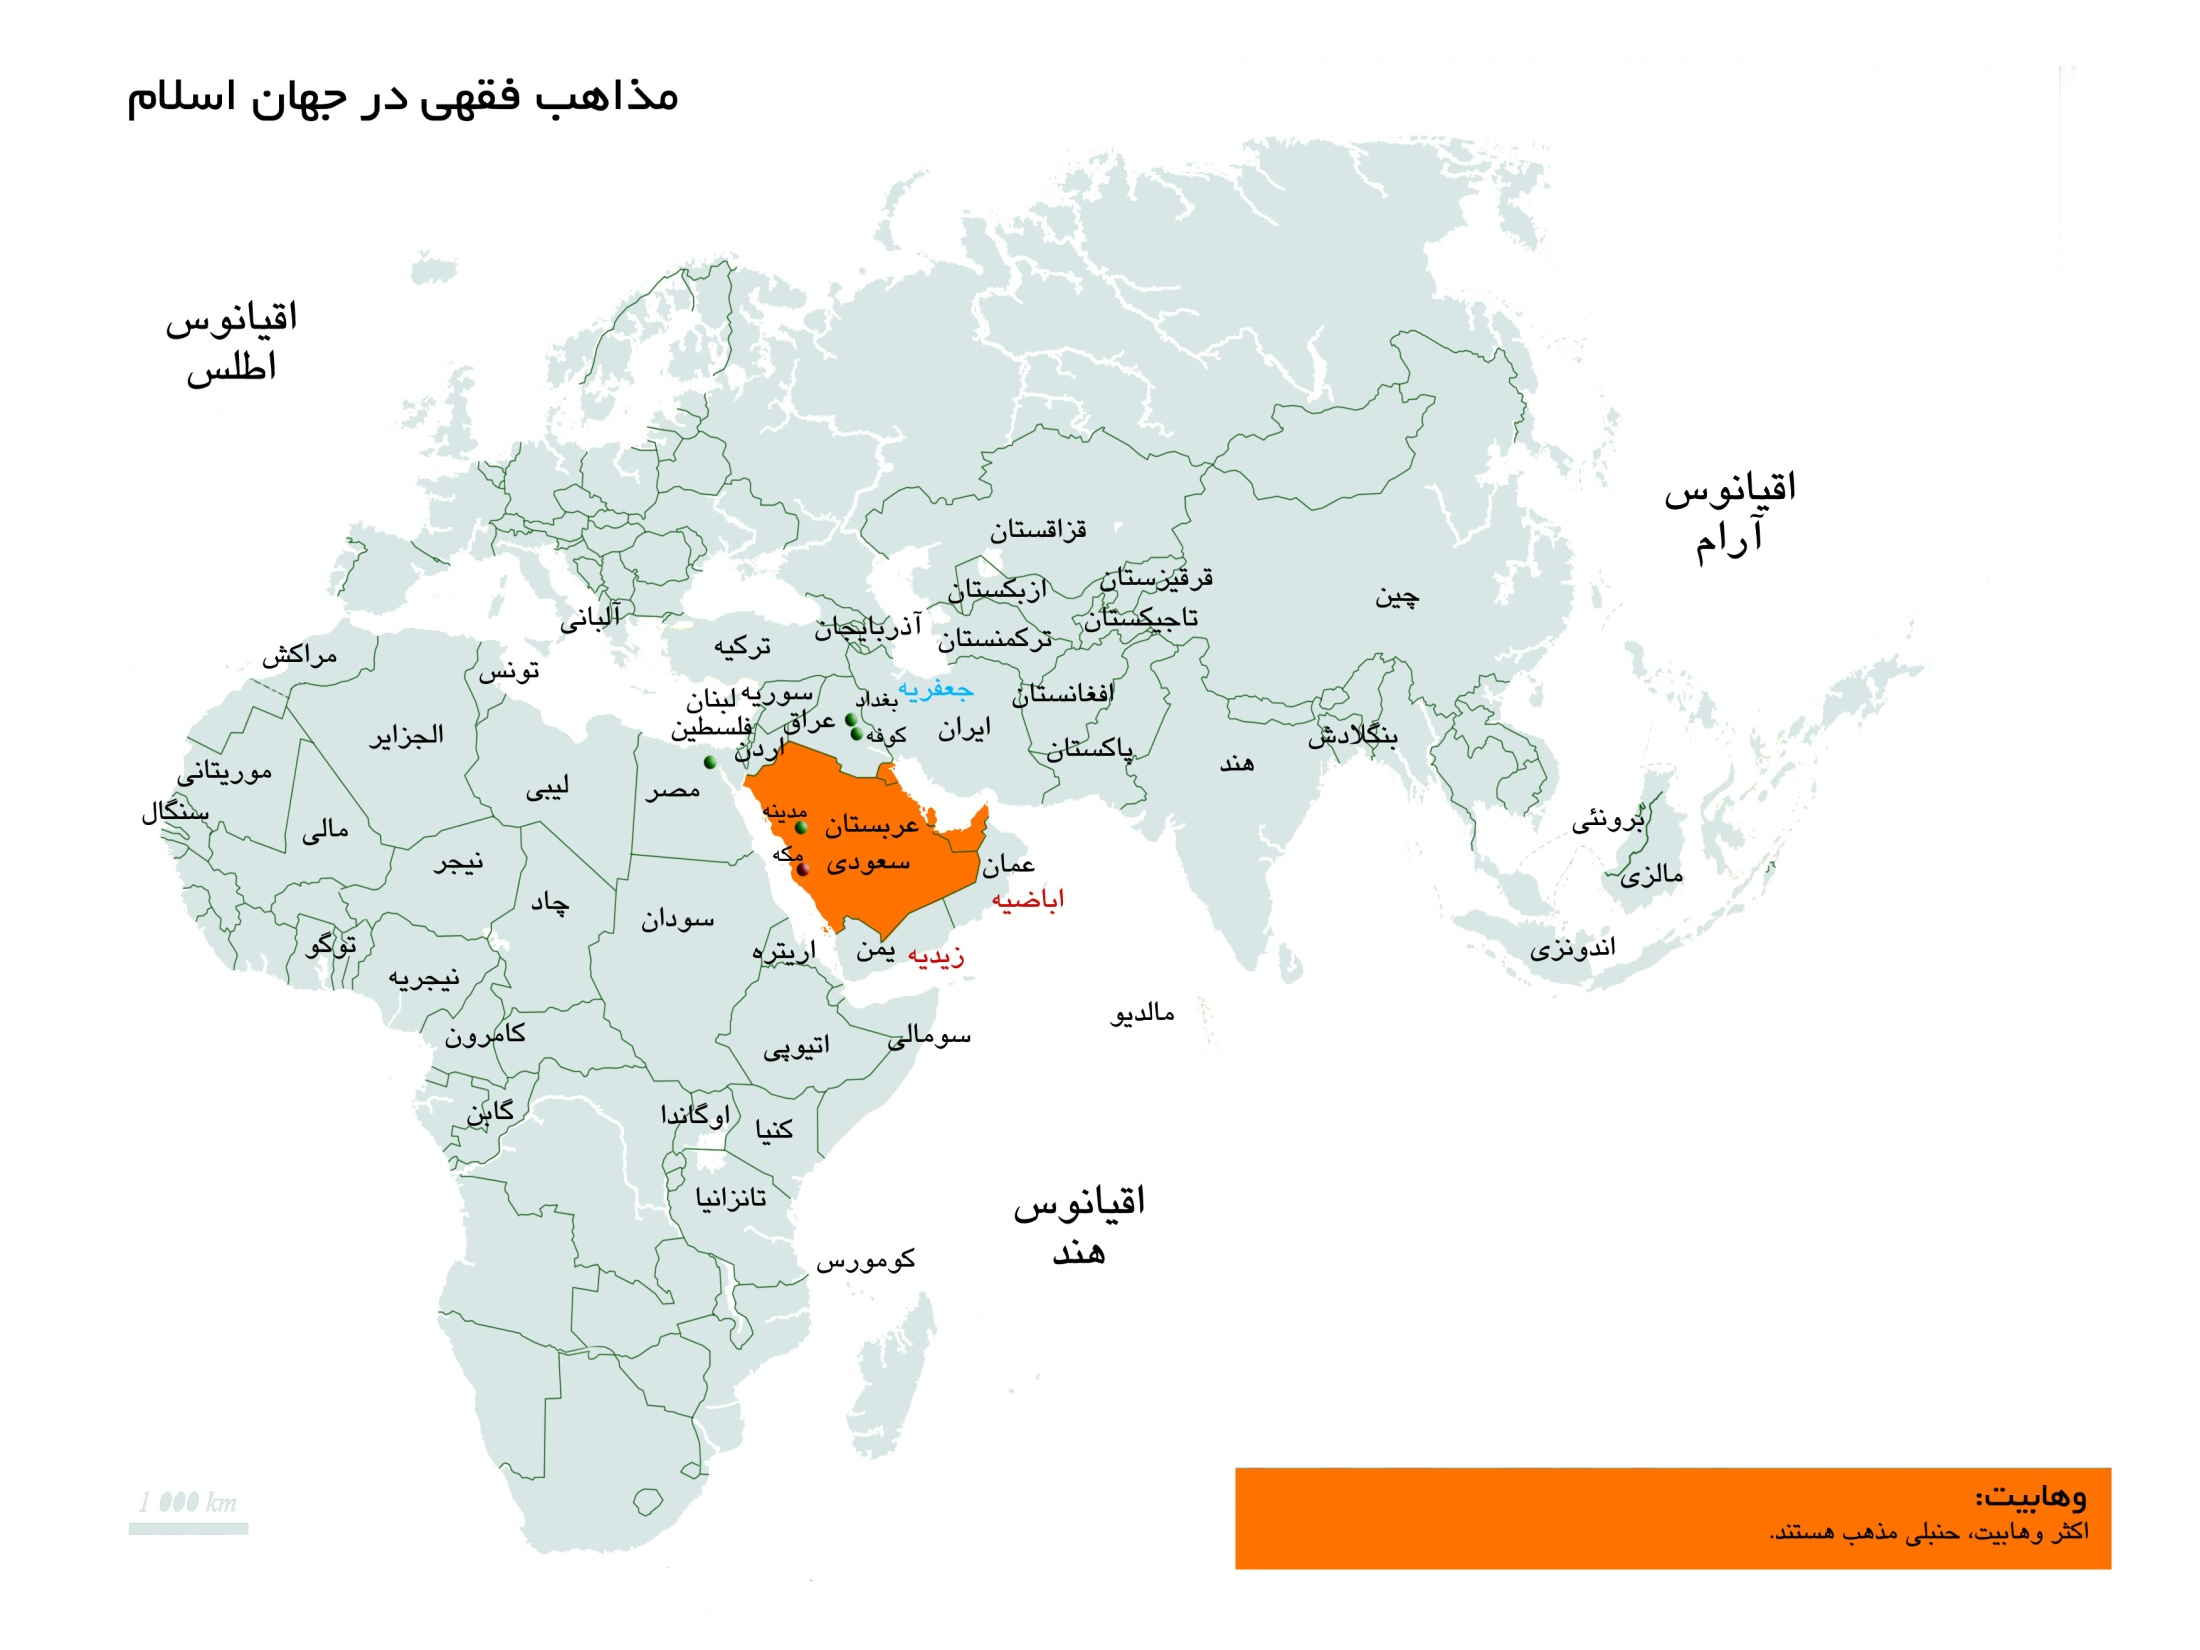 مذاهب فقهی در جهان اسلام
اقیانوس
اطلس
اقیانوس
آرام
قزاقستان
ازبکستان
قرقیزستان
تاجیکستان
چین
آلبانی
آذربایجان
ترکمنستان
ترکیه
مراکش
تونس
لبنان
سوریه
بغداد
جعفریه
افغانستان
فلسطین
عراق
کوفه
ایران
اردن
پاکستان
بنگلادش
هند
الجزایر
موریتانی
لیبی
مصر
سنگال
مالی
مدینه
عربستان
سعودی
مکه
عمان
اباضیه
برونئی
مالزی
نیجر
چاد
سودان
توگو
نیجریه
اریتره
یمن
زیدیه
اندونزی
مالدیو
کامرون
اتیوپی
سومالی
گابن
اوگاندا
کنیا
تانزانیا
اقیانوس
هند
کومورس
1 000 km
وهابیت:
اکثر وهابیت، حنبلی مذهب هستند.